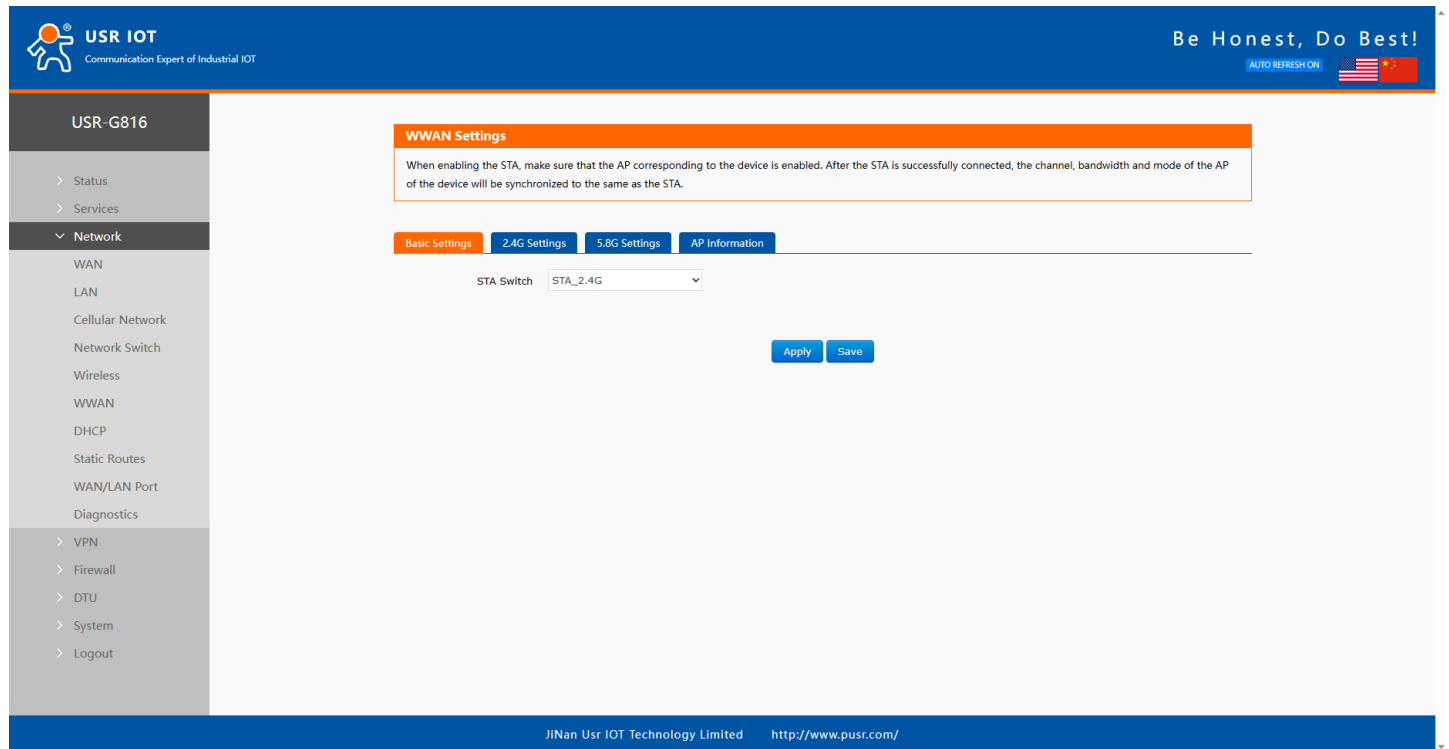 USR IOT
Communication Expert of Industrial IOT
Be Honest, Do Best!
AUTO REFRESH ON
USR-G816
Status
Services
Network
WAN
LAN
Cellular Network
Network Switch
Wireless
WWAN
DHCP
Static Routes
WAN/LAN Port
Diagnostics
VPN
Firewall
DTU
System
Logout
WWAN Settings
When enabling the STA, make sure that the AP corresponding to the device is enabled. After the STA is successfully connected, the channel, bandwidth and mode of the AP
of the device will be synchronized to the same as the STA.
Basic Settings 2.4G Settings 5.8G Settings AP Information
STA Switch STA_2.4G
Apply Save
JiNan Usr IOT Technology Limited http://www.pusr.com/